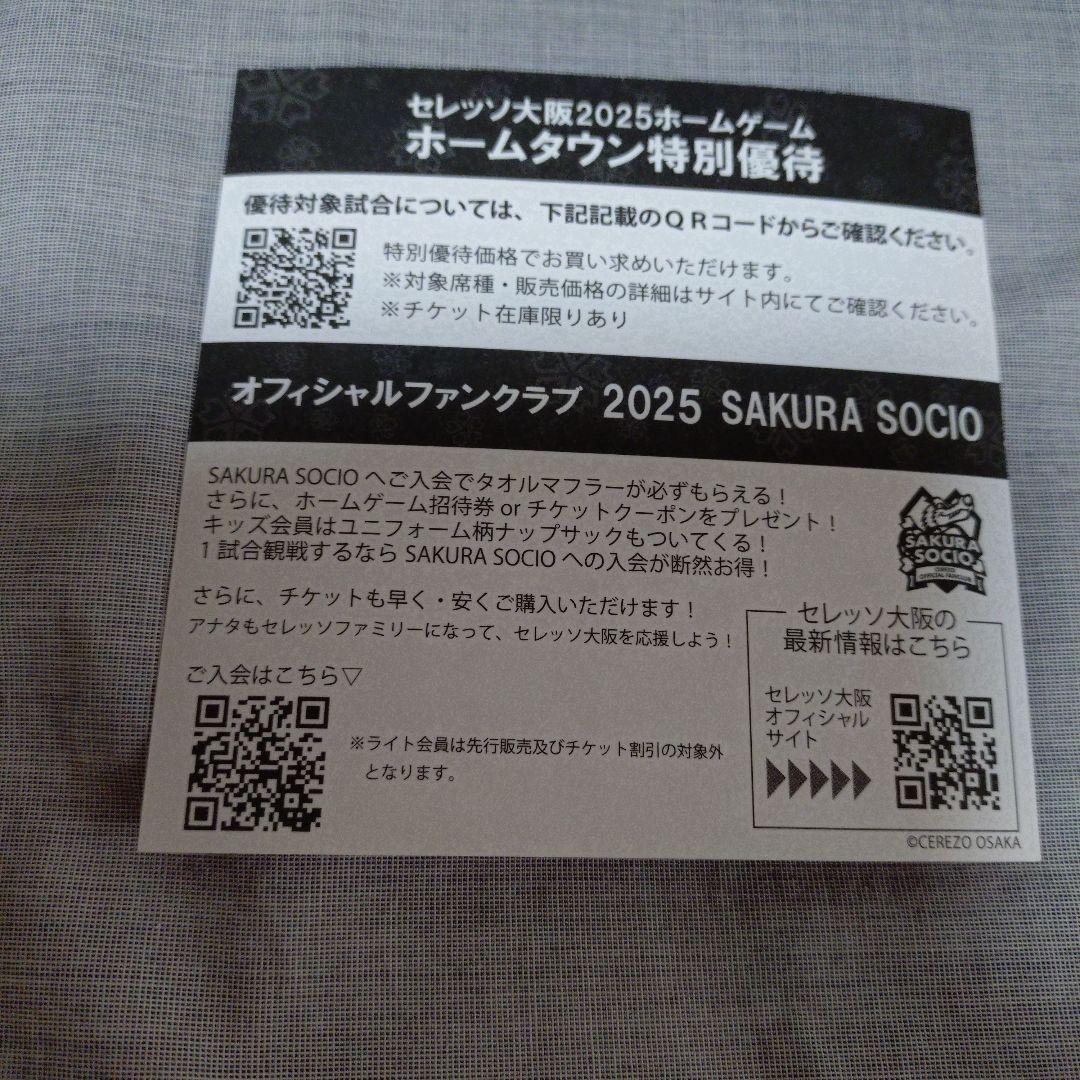 セレッソ大阪2025ホームゲーム
ホームタウン特別優待
優待対象試合については、下記記載のＱＲコードからご確認ください。
特別優待価格でお買い求めいただけます。
※対象席種・販売価格の詳細はサイト内にてご確認ください。
※チケット在庫限りあり
オフィシャルファンクラブ 2025 SAKURA SOCIO
SAKURA SOCIO へご入会でタオルマフラーが必ずもらえる！
さらに、ホームゲーム招待券 or チケットクーポンをプレゼント！
キッズ会員はユニフォーム柄ナップサックもついてくる！
1 試合観戦するなら SAKURA SOCIO への入会が断然お得！
SAKURA
SOCIO
CEREZO
OFFICIAL FANCLUB
さらに、チケットも早く・安くご購入いただけます！
アナタもセレッソファミリーになって、セレッソ大阪を応援しよう！
ご入会はこちら▽
※ライト会員は先行販売及びチケット割引の対象外
となります。
セレッソ大阪の
最新情報はこちら
セレッソ大阪
オフィシャル
サイト
©CEREZO OSAKA